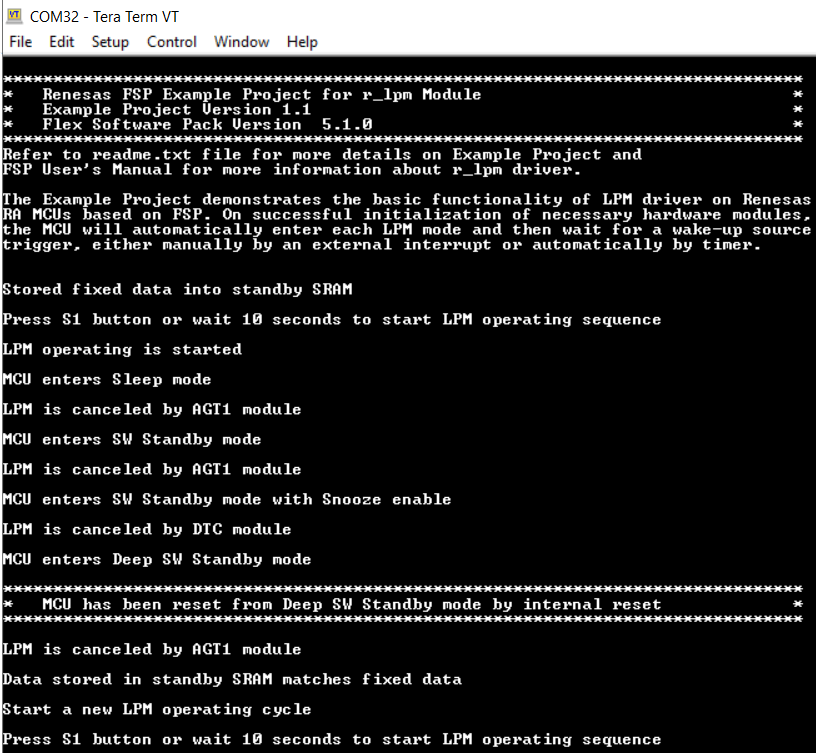 COM32 - Tera Term VT
File Edit Setup Control Window Help
********************************************************************************
* Renesas FSP Example Project for r_lpm Module *
* Example Project Version 1.1 *
* Flex Software Pack Version 5.1.0 *
********************************************************************************
Refer to readme.txt file for more details on Example Project and
FSP User's Manual for more information about r_lpm driver.
The Example Project demonstrates the basic functionality of LPM driver on Renesas
RA MCUs based on FSP. On successful initialization of necessary hardware modules,
the MCU will automatically enter each LPM mode and then wait for a wake-up source
trigger, either manually by an external interrupt or automatically by timer.
Stored fixed data into standby SRAM
Press S1 button or wait 10 seconds to start LPM operating sequence
LPM operating is started
MCU enters Sleep mode
LPM is canceled by AGT1 module
MCU enters SW Standby mode
LPM is canceled by AGT1 module
MCU enters SW Standby mode with Snooze enable
LPM is canceled by DTC module
MCU enters Deep SW Standby mode
********************************************************************************
* MCU has been reset from Deep SW Standby mode by internal reset *
********************************************************************************
LPM is canceled by AGT1 module
Data stored in standby SRAM matches fixed data
Start a new LPM operating cycle
Press S1 button or wait 10 seconds to start LPM operating sequence